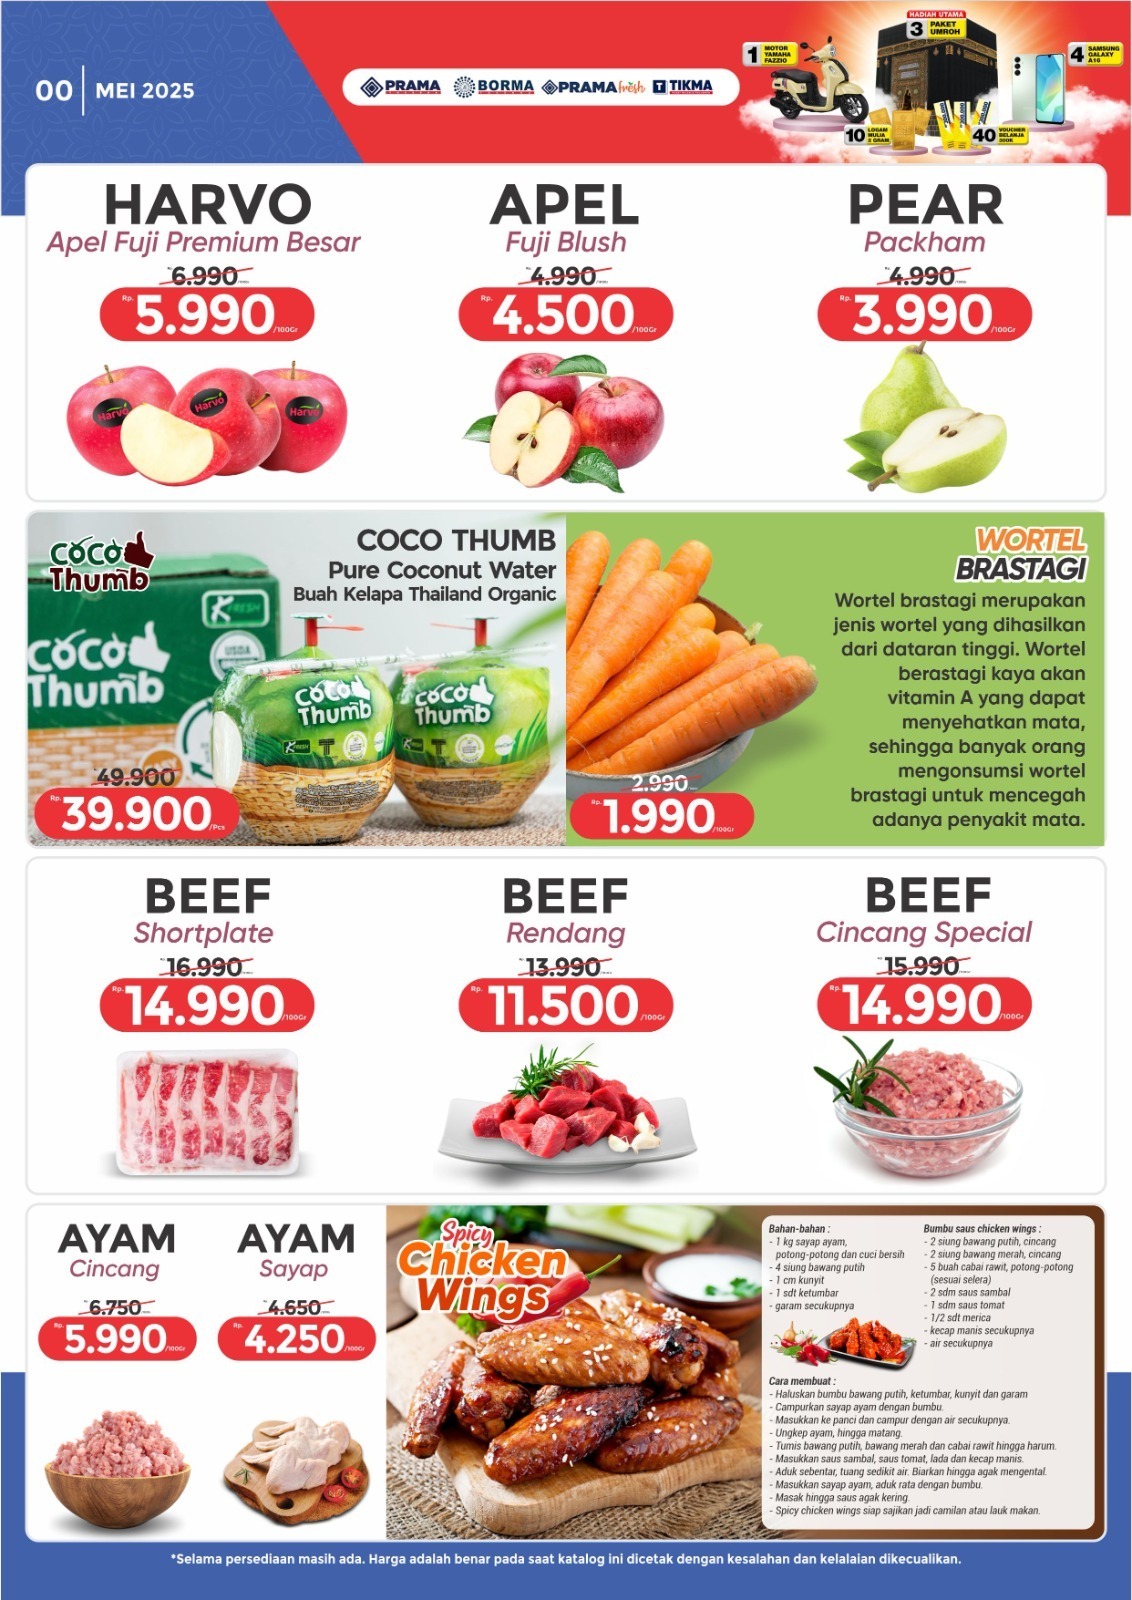 00 | MEI 2025
PRAMA
BORMA
PRAMA fresh
TIKMA
HADIAH UTAMA
3 PAKET UMROH
1 MOTOR YAMAHA FAZZIO
4 SAMSUNG GALAXY A16
10 LOGAM MULIA 2 GRAM
40 VOUCHER BELANJA 300K
HARVO
Apel Fuji Premium Besar
6.990
Rp. 5.990 /100Gr
Harvo
Harvo
Harvo
APEL
Fuji Blush
4.990
Rp. 4.500 /100Gr
PEAR
Packham
4.990
Rp. 3.990 /100Gr
COCO Thumb
COCO THUMB
Pure Coconut Water
Buah Kelapa Thailand Organic
K FRESH
USDA
COCO Thumb
COCO Thumb
COCO Thumb
49.900
Rp. 39.900 /Pcs
WORTEL
BRASTAGI
Wortel brastagi merupakan
jenis wortel yang dihasilkan
dari dataran tinggi. Wortel
berastagi kaya akan
vitamin A yang dapat
menyehatkan mata,
sehingga banyak orang
mengonsumsi wortel
brastagi untuk mencegah
adanya penyakit mata.
2.990
Rp. 1.990 /100Gr
BEEF
Shortplate
16.990
Rp. 14.990 /100Gr
BEEF
Rendang
13.990
Rp. 11.500 /100Gr
BEEF
Cincang Special
15.990
Rp. 14.990 /100Gr
AYAM
Cincang
6.750
Rp. 5.990 /100Gr
AYAM
Sayap
4.650
Rp. 4.250 /100Gr
Spicy
Chicken
Wings
Bahan-bahan :
- 1 kg sayap ayam,
potong-potong dan cuci bersih
- 4 siung bawang putih
- 1 cm kunyit
- 1 sdt ketumbar
- garam secukupnya
Bumbu saus chicken wings :
- 2 siung bawang putih, cincang
- 2 siung bawang merah, cincang
- 5 buah cabai rawit, potong-potong
(sesuai selera)
- 2 sdm saus sambal
- 1 sdm saus tomat
- 1/2 sdt merica
- kecap manis secukupnya
- air secukupnya
Cara membuat :
- Haluskan bumbu bawang putih, ketumbar, kunyit dan garam
- Campurkan sayap ayam dengan bumbu.
- Masukkan ke panci dan campur dengan air secukupnya.
- Ungkep ayam, hingga matang.
- Tumis bawang putih, bawang merah dan cabai rawit hingga harum.
- Masukkan saus sambal, saus tomat, lada dan kecap manis.
- Aduk sebentar, tuang sedikit air. Biarkan hingga agak mengental.
- Masukkan sayap ayam, aduk rata dengan bumbu.
- Masak hingga saus agak kering.
- Spicy chicken wings siap sajikan jadi camilan atau lauk makan.
*Selama persediaan masih ada. Harga adalah benar pada saat katalog ini dicetak dengan kesalahan dan kelalaian dikecualikan.